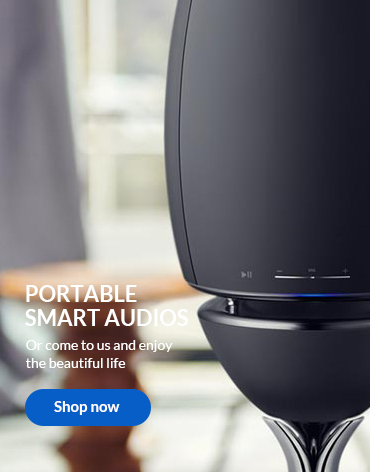 PORTABLE
SMART AUDIOS
Or come to us and enjoy
the beautiful life
Shop now